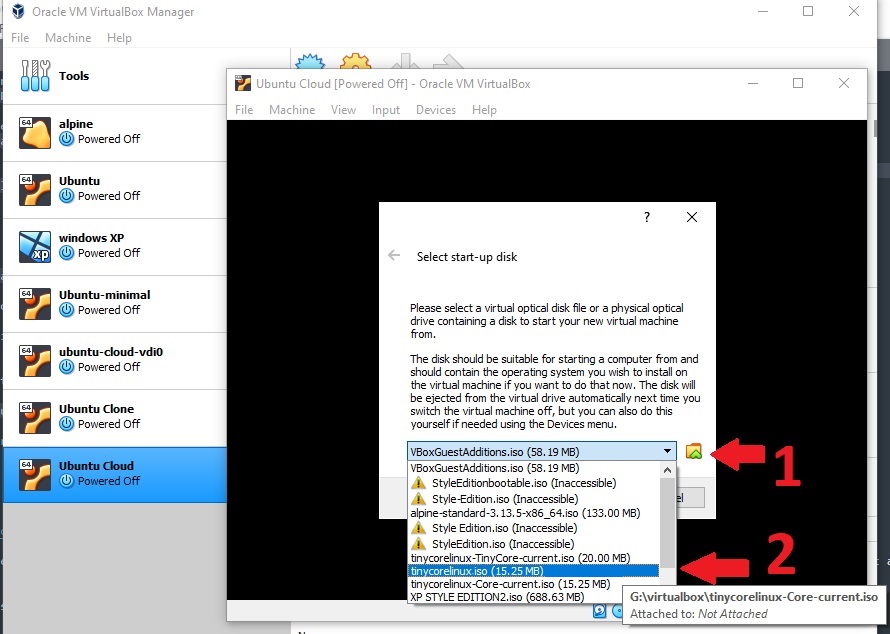 Oracle VM VirtualBox Manager
File Machine Help
Tools
alpine
64
Powered Off
Ubuntu
64
Powered Off
windows XP
xp
Powered Off
Ubuntu-minimal
64
Powered Off
ubuntu-cloud-vdi0
64
Powered Off
Ubuntu Clone
64
Powered Off
Ubuntu Cloud
64
Powered Off
Ubuntu Cloud [Powered Off] - Oracle VM VirtualBox
File Machine View Input Devices Help
?
Select start-up disk
Please select a virtual optical disk file or a physical optical
drive containing a disk to start your new virtual machine
from.
The disk should be suitable for starting a computer from and
should contain the operating system you wish to install on
the virtual machine if you want to do that now. The disk will
be ejected from the virtual drive automatically next time you
switch the virtual machine off, but you can also do this
yourself if needed using the Devices menu.
VBoxGuestAdditions.iso (58.19 MB)
1
VBoxGuestAdditions.iso (58.19 MB)
StyleEditionbootable.iso (Inaccessible)
Style-Edition.iso (Inaccessible)
alpine-standard-3.13.5-x86_64.iso (133.00 MB)
Style Edition.iso (Inaccessible)
StyleEdition.iso (Inaccessible)
tinycorelinux-TinyCore-current.iso (20.00 MB)
tinycorelinux.iso (15.25 MB)
2
tinycorelinux-Core-current.iso (15.25 MB)
XP STYLE EDITION2.iso (688.63 MB)
G:\virtualbox\tinycorelinux-Core-current.iso
Attached to: Not Attached